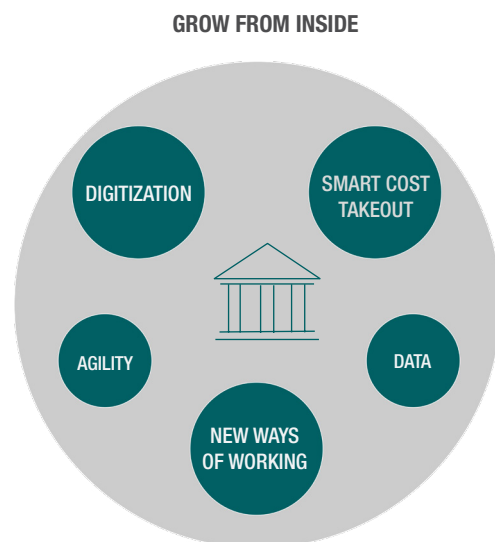 GROW FROM INSIDE
DIGITIZATION
SMART COST
TAKEOUT
AGILITY
DATA
NEW WAYS
OF WORKING